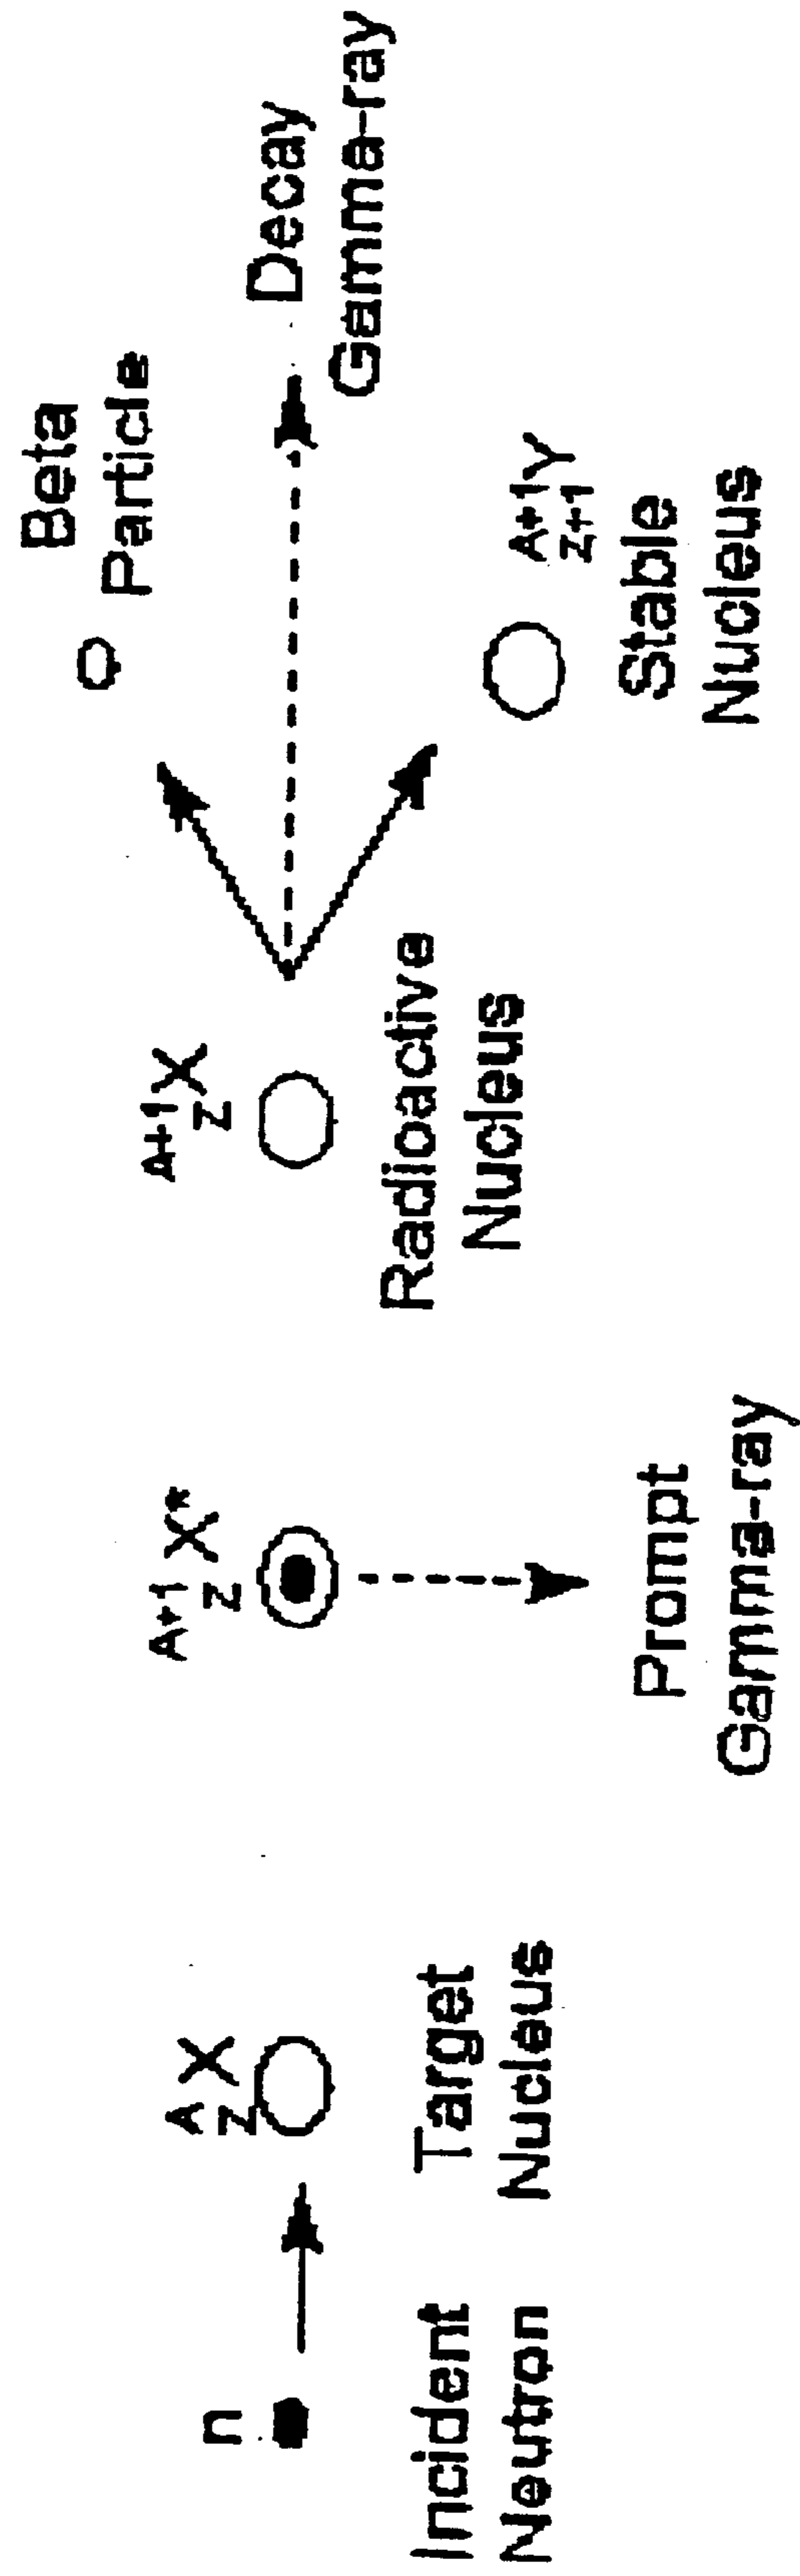 n
Incident
Neutron
A
Z X
Target
Nucleus
A+1
Z X*
Prompt
Gamma-ray
A+1
Z X
Radioactive
Nucleus
Beta
Particle
Decay
Gamma-ray
A+1
Z+1 Y
Stable
Nucleus